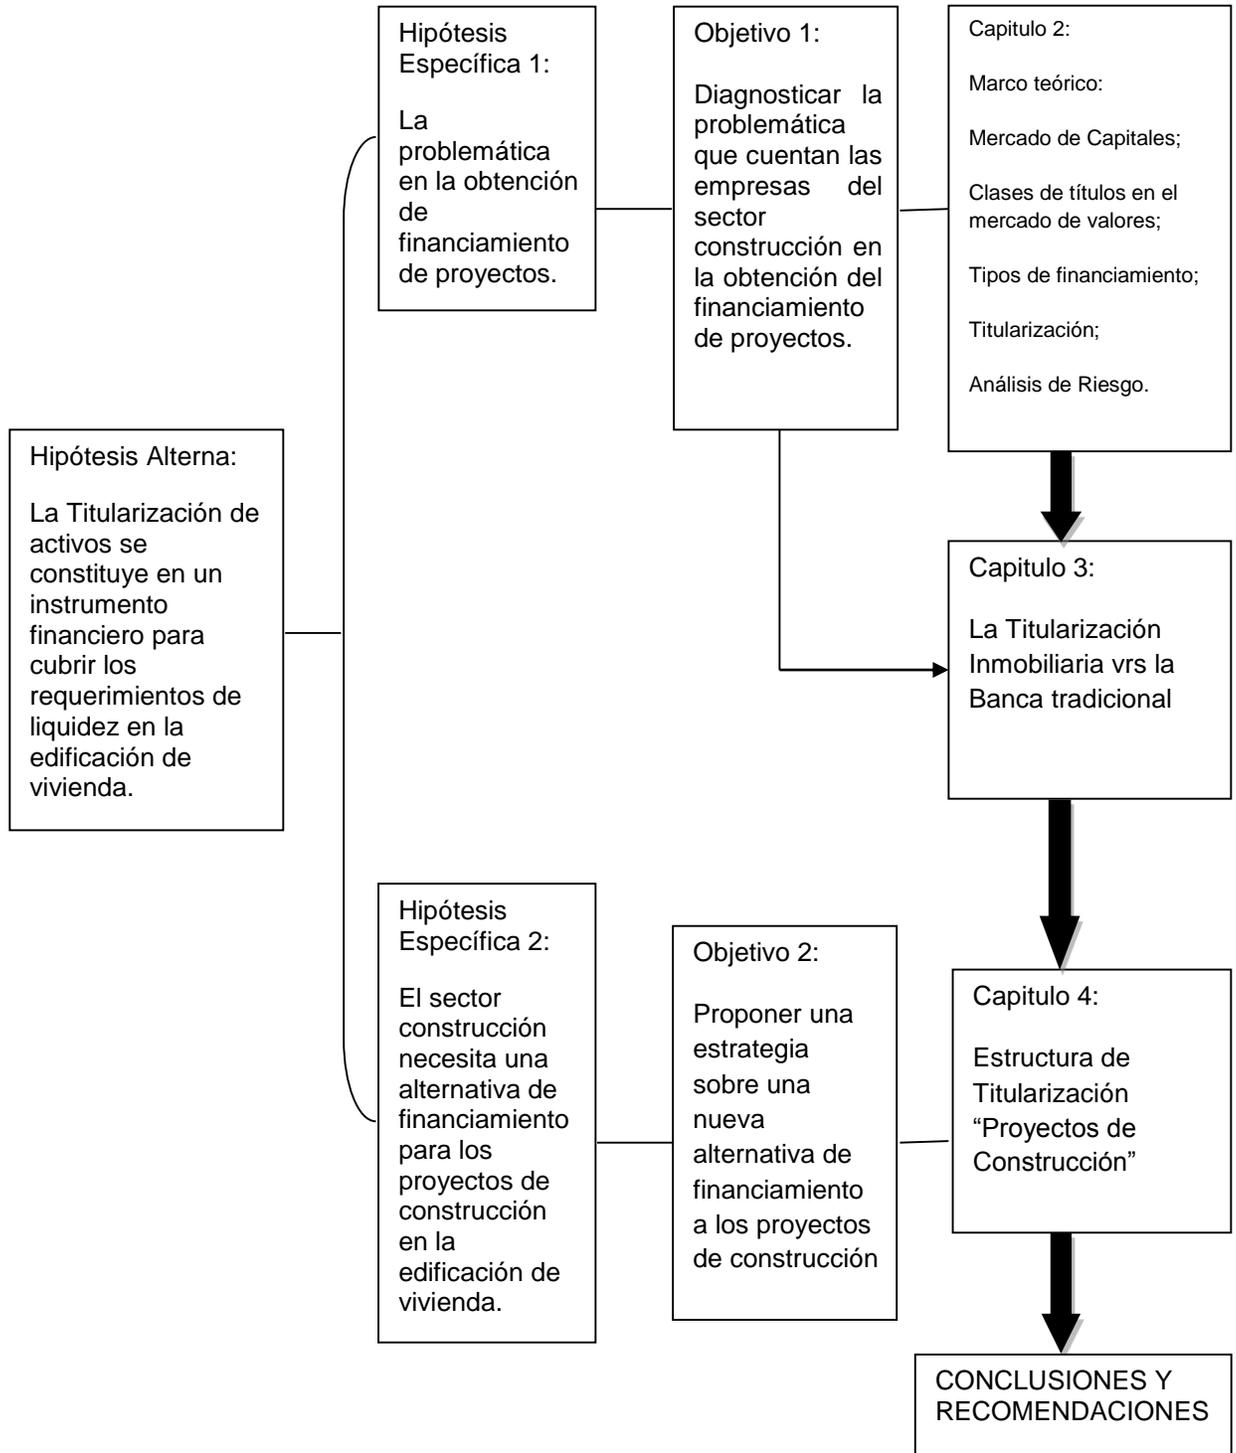 Hipótesis
Específica 1:
La
problemática
en la obtención
de
financiamiento
de proyectos.
Objetivo 1:
Diagnosticar la
problemática
que cuentan las
empresas del
sector
construcción en
la obtención del
financiamiento
de proyectos.
Capitulo 2:
Marco teórico:
Mercado de Capitales;
Clases de títulos en el
mercado de valores;
Tipos de financiamiento;
Titularización;
Análisis de Riesgo.
Hipótesis Alterna:
La Titularización de
activos se
constituye en un
instrumento
financiero para
cubrir los
requerimientos de
liquidez en la
edificación de
vivienda.
Capitulo 3:
La Titularización
Inmobiliaria vrs la
Banca tradicional
Hipótesis
Específica 2:
El sector
construcción
necesita una
alternativa de
financiamiento
para los
proyectos de
construcción
en la
edificación de
vivienda.
Objetivo 2:
Proponer una
estrategia
sobre una
nueva
alternativa de
financiamiento
a los proyectos
de construcción
Capitulo 4:
Estructura de
Titularización
“Proyectos de
Construcción”
CONCLUSIONES Y
RECOMENDACIONES